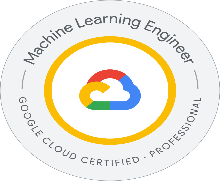 Machine Learning Engineer
GOOGLE CLOUD CERTIFIED • PROFESSIONAL